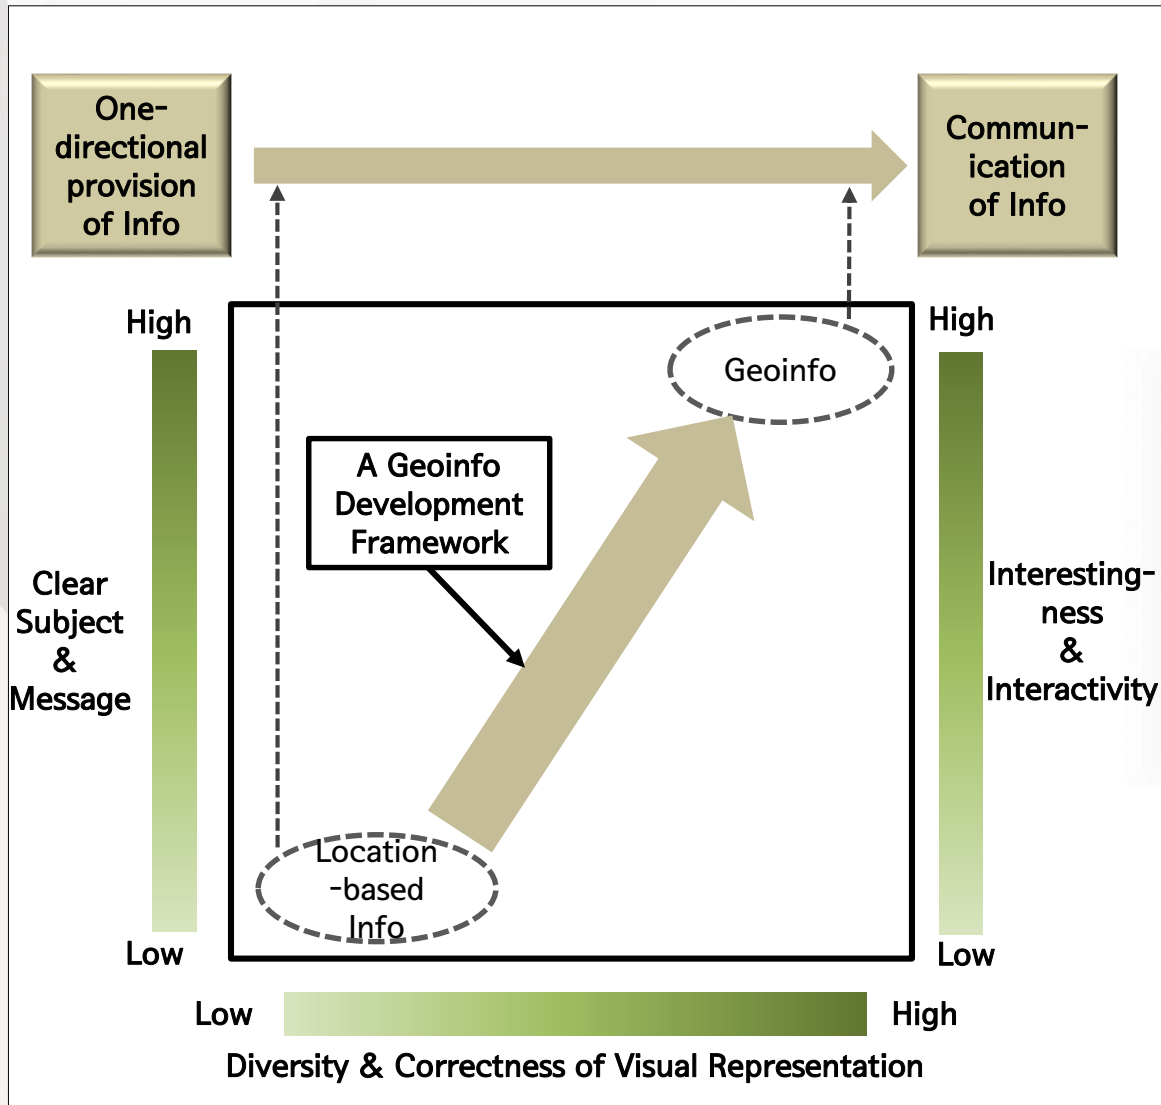 One-
directional
provision
of Info
Commun-
ication
of Info
High
High
Geoinfo
A Geoinfo
Development
Framework
Clear
Subject
&
Message
Interesting-
ness
&
Interactivity
Location
-based
Info
Low
Low
Low
High
Diversity & Correctness of Visual Representation